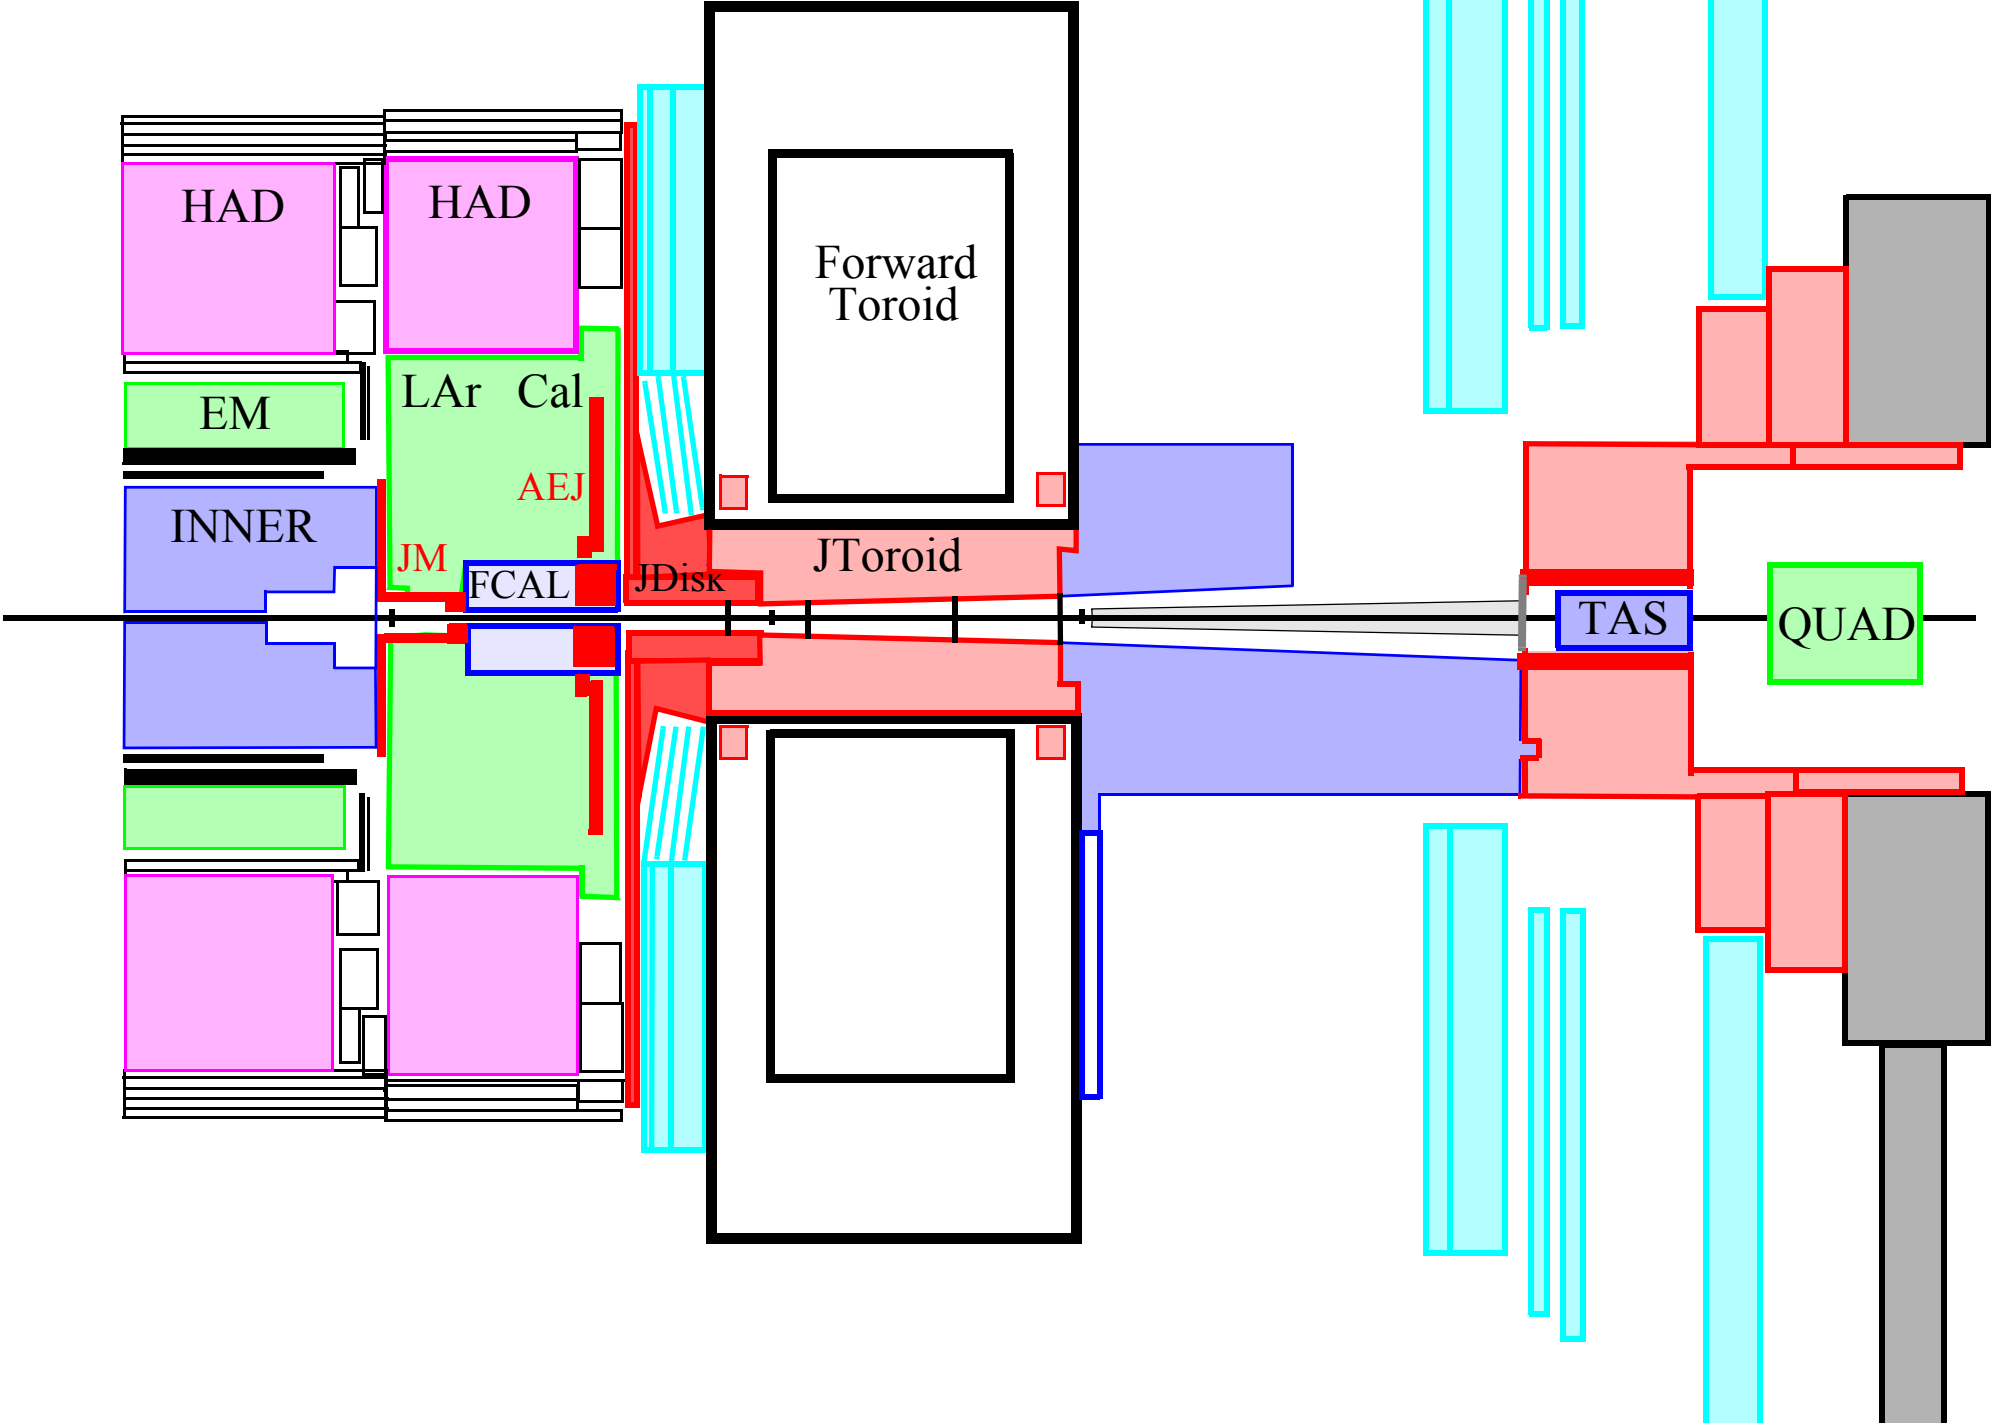 HAD
HAD
Forward
Toroid
LAr Cal
EM
AEJ
INNER
JM
FCAL
JDisk
JToroid
TAS
QUAD